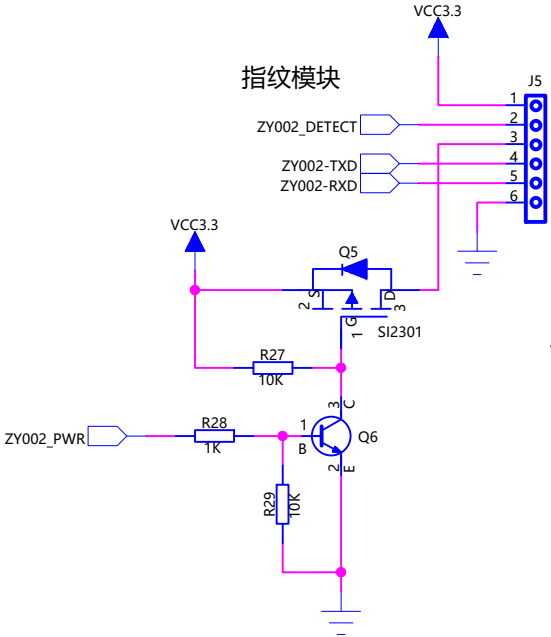 VCC3.3
指纹模块
J5
1
ZY002_DETECT
2
3
ZY002-TXD
4
ZY002-RXD
5
6
VCC3.3
Q5
S
D
2
3
G
1
SI2301
R27
10K
3
C
R28
1
Q6
ZY002_PWR
1K
B
2
E
R29
10K